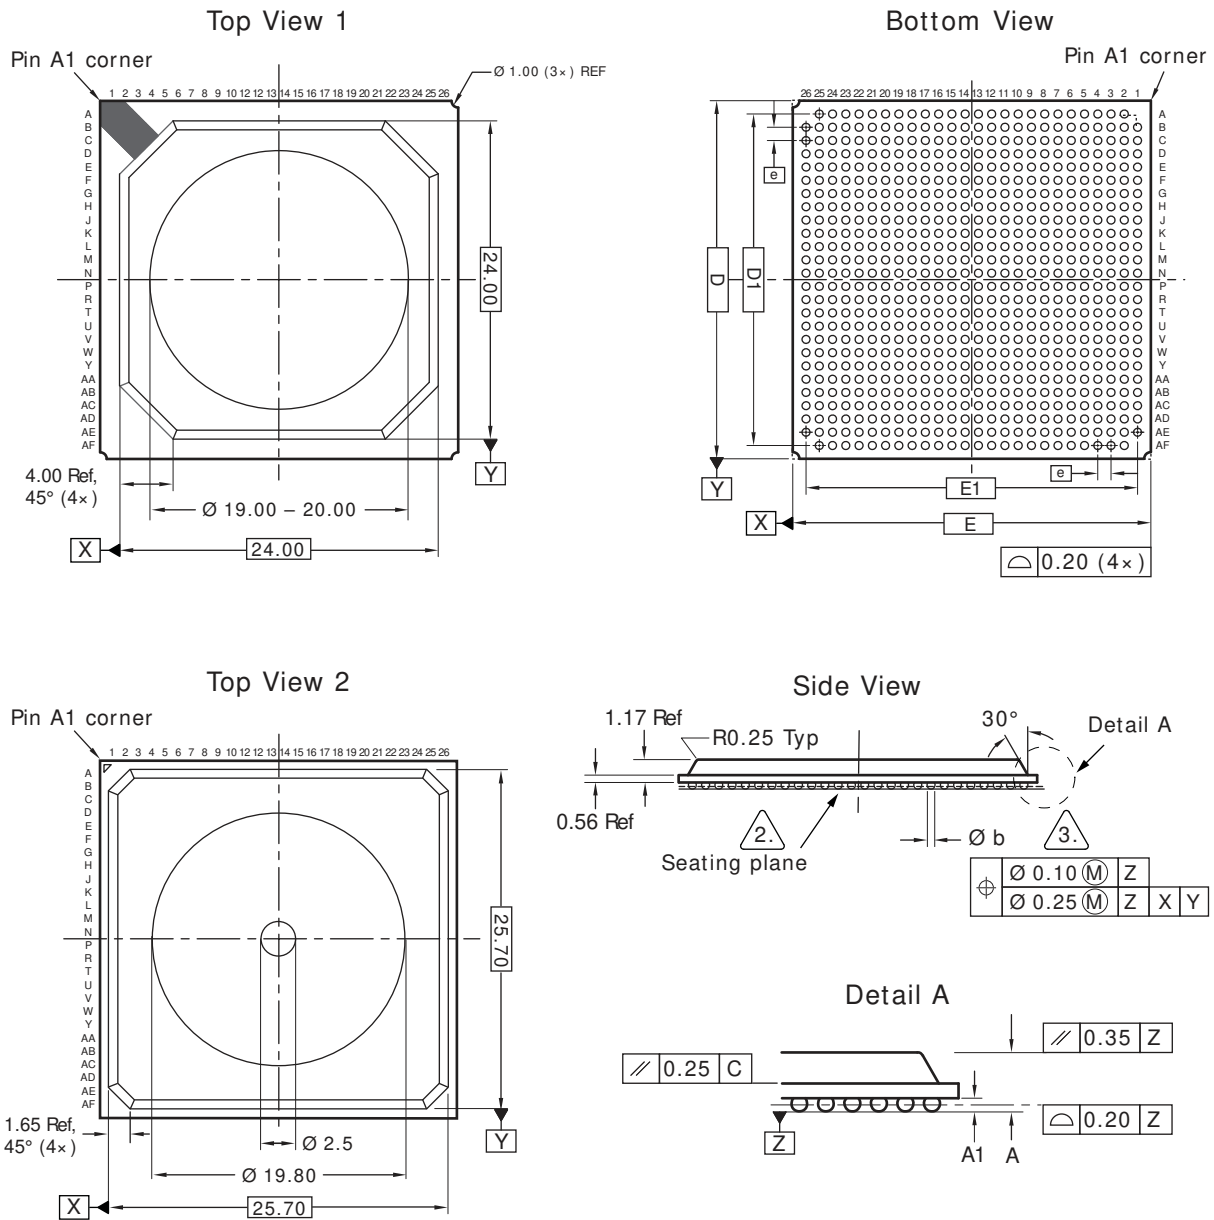 Top View 1
Pin A1 corner
Ø 1.00 (3×) REF
1 2 3 4 5 6 7 8 9 10 11 12 13 14 15 16 17 18 19 20 21 22 23 24 25 26
A
B
C
D
E
F
G
H
J
K
L
M
N
P
R
T
U
V
W
Y
AA
AB
AC
AD
AE
AF
24.00
Y
4.00 Ref,
45° (4×)
Ø 19.00 – 20.00
X
24.00
Bottom View
Pin A1 corner
26 25 24 23 22 21 20 19 18 17 16 15 14 13 12 11 10 9 8 7 6 5 4 3 2 1
A
B
C
D
E
F
G
H
J
K
L
M
N
P
R
T
U
V
W
Y
AA
AB
AC
AD
AE
AF
e
D
D1
e
Y
E1
X
E
0.20 (4×)
Top View 2
Pin A1 corner
1 2 3 4 5 6 7 8 9 10 11 12 12 13 14 15 16 17 18 19 20 21 22 23 24 25 26
A
B
C
D
E
F
G
H
J
K
L
M
N
P
R
T
U
V
W
Y
AA
AB
AC
AD
AE
AF
25.70
Y
1.65 Ref,
45° (4×)
Ø 2.5
Ø 19.80
X
25.70
Side View
1.17 Ref
R0.25 Typ
30°
Detail A
0.56 Ref
2.
Seating plane
Ø b
3.
Ø 0.10 Ⓜ Z
Ø 0.25 Ⓜ Z X Y
Detail A
// 0.35 Z
// 0.25 C
0.20 Z
Z
A1
A